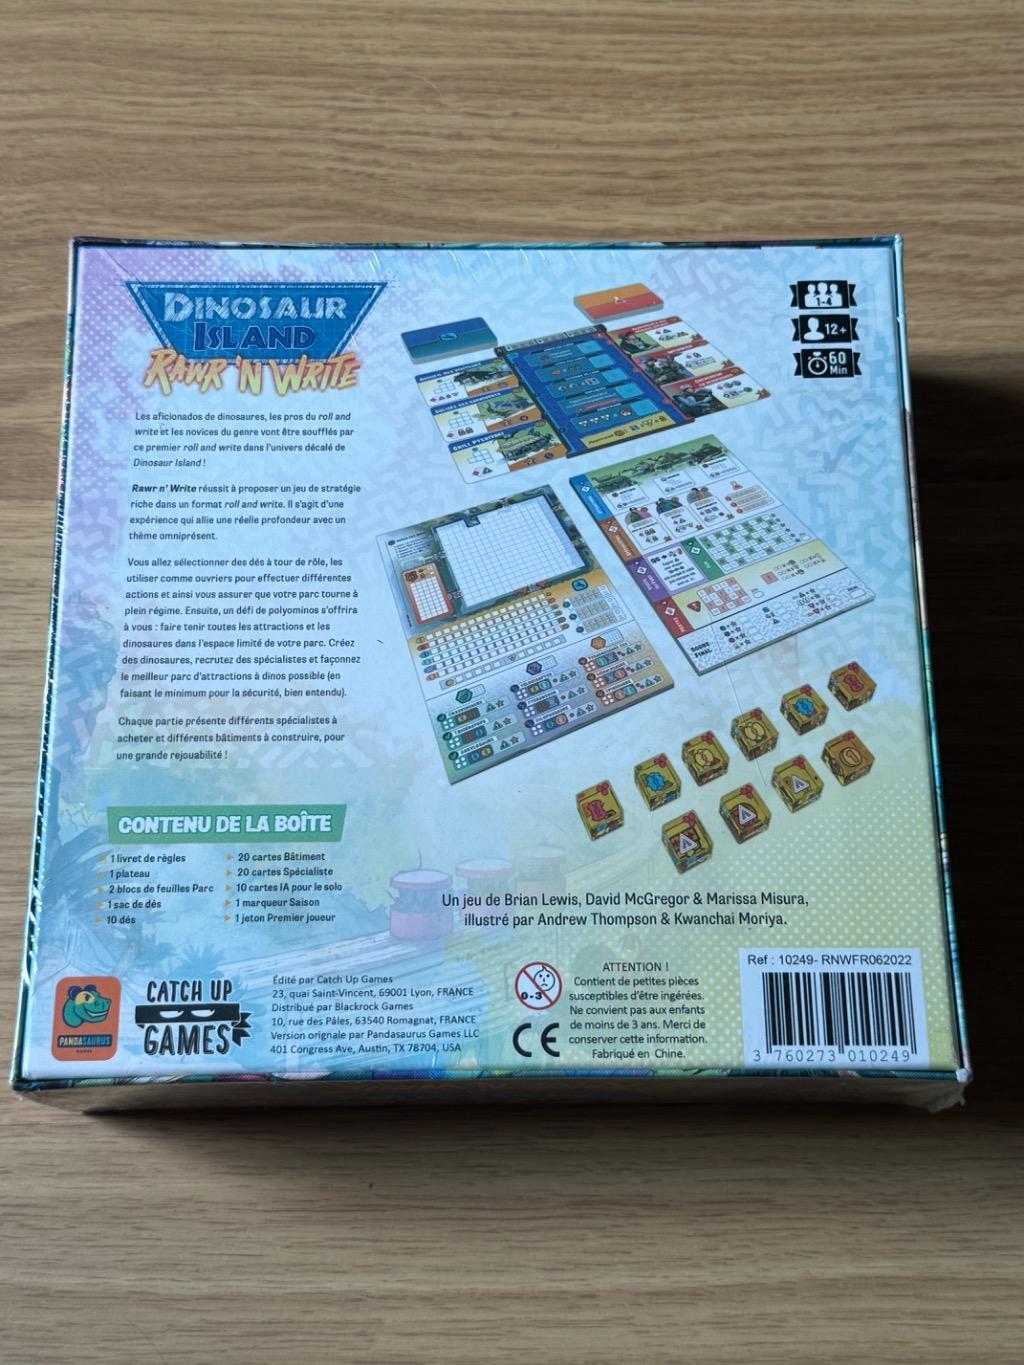 DINOSAUR
ISLAND
RAWR 'N WRITE
1-4
12+
60
Min
Les aficionados de dinosaures, les pros du roll and
write et les novices du genre vont être soufflés par
ce premier roll and write dans l'univers décalé de
Dinosaur Island !
Rawr n' Write réussit à proposer un jeu de stratégie
riche dans un format roll and write. Il s'agit d'une
expérience qui allie une réelle profondeur avec un
thème omniprésent.
Vous allez sélectionner des dés à tour de rôle, les
utiliser comme ouvriers pour effectuer différentes
actions et ainsi vous assurer que votre parc tourne à
plein régime. Ensuite, un défi de polyominos s'offrira
à vous : faire tenir toutes les attractions et les
dinosaures dans l'espace limité de votre parc. Créez
des dinosaures, recrutez des spécialistes et façonnez
le meilleur parc d'attractions à dinos possible (en
faisant le minimum pour la sécurité, bien entendu).
Chaque partie présente différents spécialistes à
acheter et différents bâtiments à construire, pour
une grande rejouabilité !
GRILL PTERIVORE
SCORE
FINAL
CONTENU DE LA BOÎTE
1 livret de règles
1 plateau
2 blocs de feuilles Parc
1 sac de dés
10 dés
20 cartes Bâtiment
20 cartes Spécialiste
10 cartes IA pour le solo
1 marqueur Saison
1 jeton Premier joueur
Un jeu de Brian Lewis, David McGregor & Marissa Misura,
illustré par Andrew Thompson & Kwanchai Moriya.
PANDASAURUS
GAMES
CATCH UP
GAMES
Édité par Catch Up Games
23, quai Saint-Vincent, 69001 Lyon, FRANCE
Distribué par Blackrock Games
10, rue des Pâles, 63540 Romagnat, FRANCE
Version orignale par Pandasaurus Games LLC
401 Congress Ave, Austin, TX 78704, USA
0-3
CE
ATTENTION !
Contient de petites pièces
susceptibles d'être ingérées.
Ne convient pas aux enfants
de moins de 3 ans. Merci de
conserver cette information.
Fabriqué en Chine.
Ref : 10249- RNWFR062022
3 760273 010249